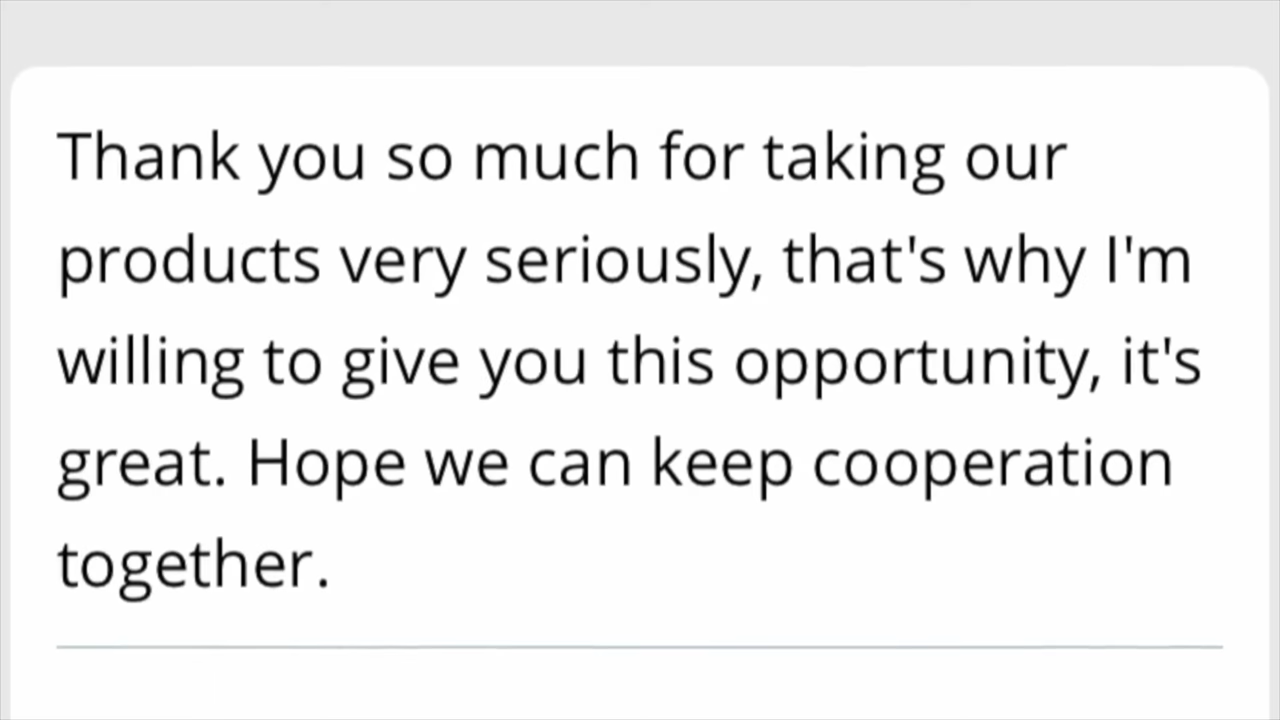 Thank you so much for taking our
products very seriously, that's why I'm
willing to give you this opportunity, it's
great. Hope we can keep cooperation
together.